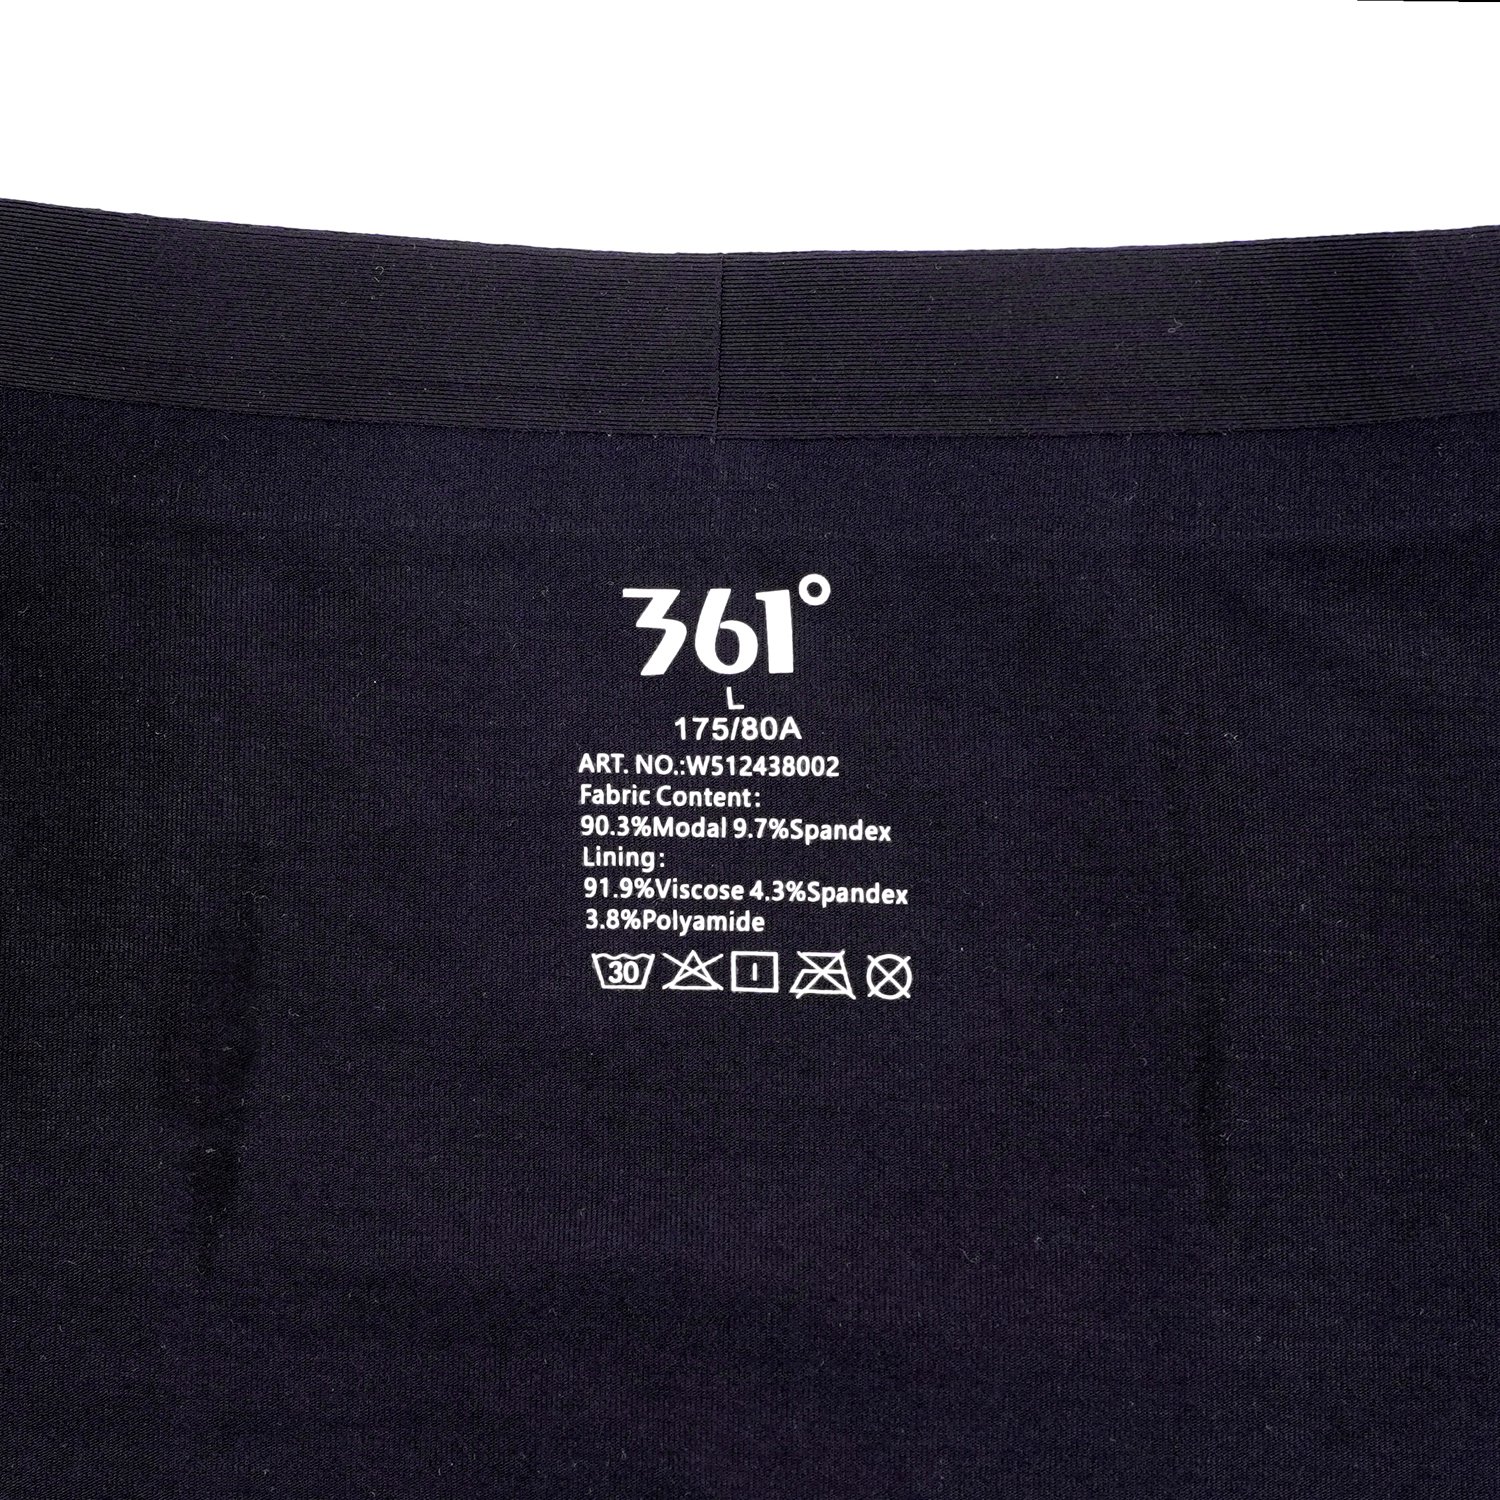 361°
L
175/80A
ART. NO.:W512438002
Fabric Content:
90.3%Modal 9.7%Spandex
Lining:
91.9%Viscose 4.3%Spandex
3.8%Polyamide
30